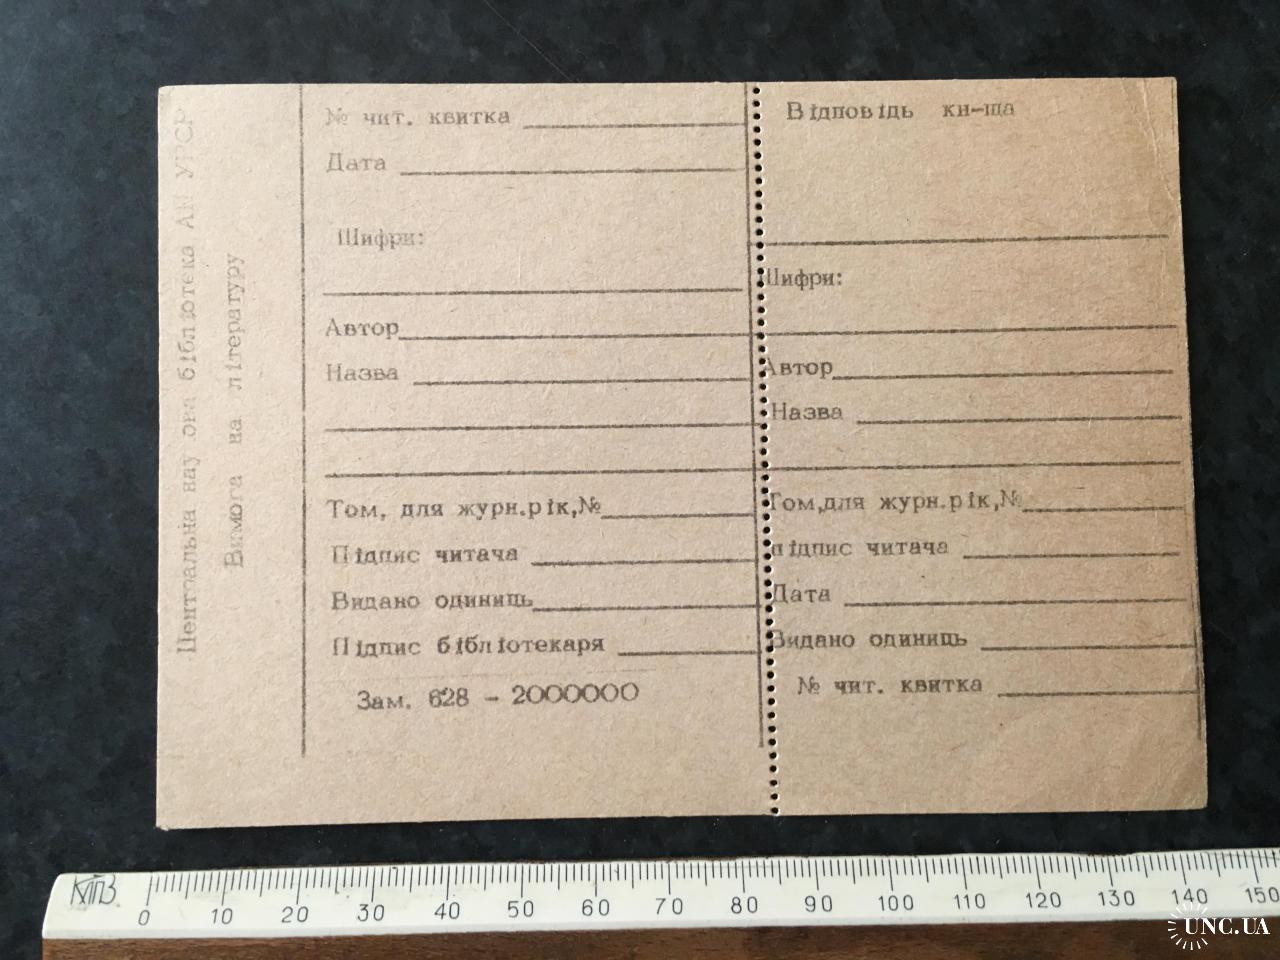 Центральна нау ова бібліотека АН УРСР
Вимога на літературу
№ чит. квитка
Дата
Шифри:
Автор
Назва
Том, для журн.рік,№
Підпис читача
Видано одиниць
Підпис бібліотекаря
Зам. 628 - 2000000
Відповідь кн-ща
Шифри:
Автор
Назва
Том,для журн.рік,№
підпис читача
Дата
Видано одиниць
№ чит. квитка
0 10 20 30 40 50 60 70 80 90 100 110 120 130 140 150
UNC.UA